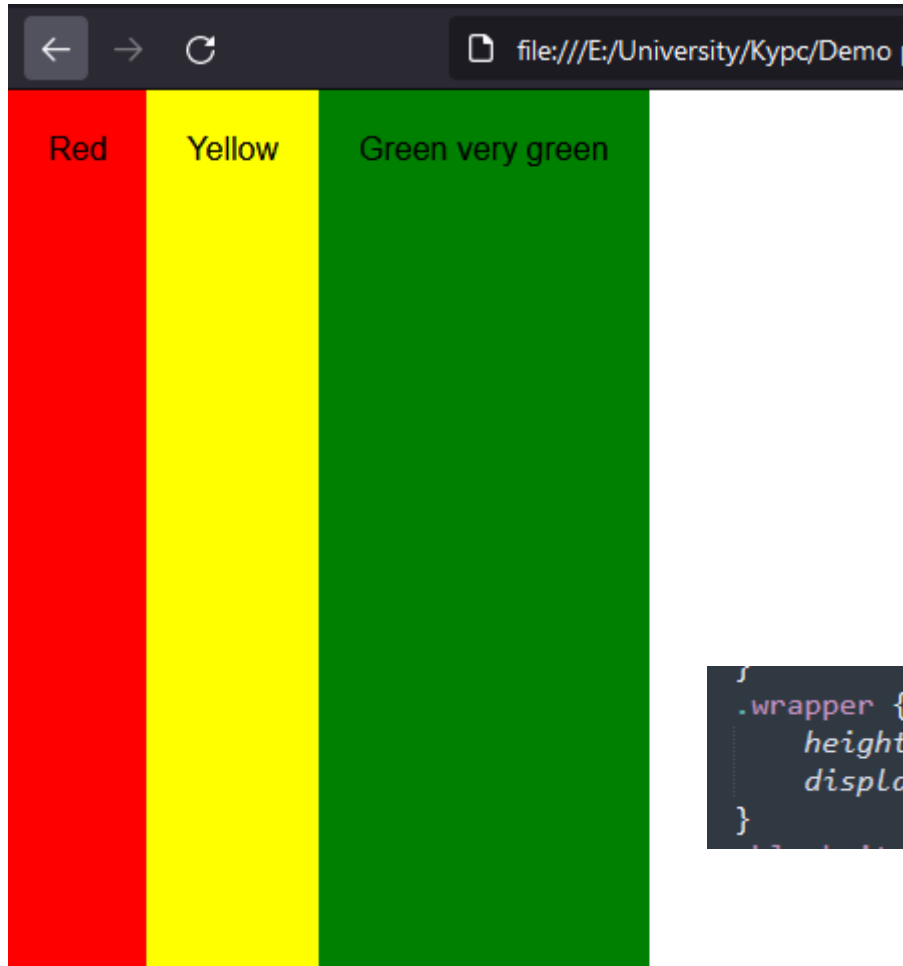 file:///E:/University/Курс/Demo
Red
Yellow
Green very green
}
.wrapper {
height
displa
}